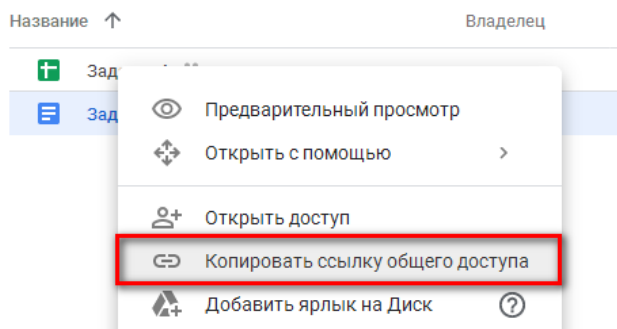 Название ↑ Владелец
Зад
Зад
Предварительный просмотр
Открыть с помощью
Открыть доступ
Копировать ссылку общего доступа
Добавить ярлык на Диск